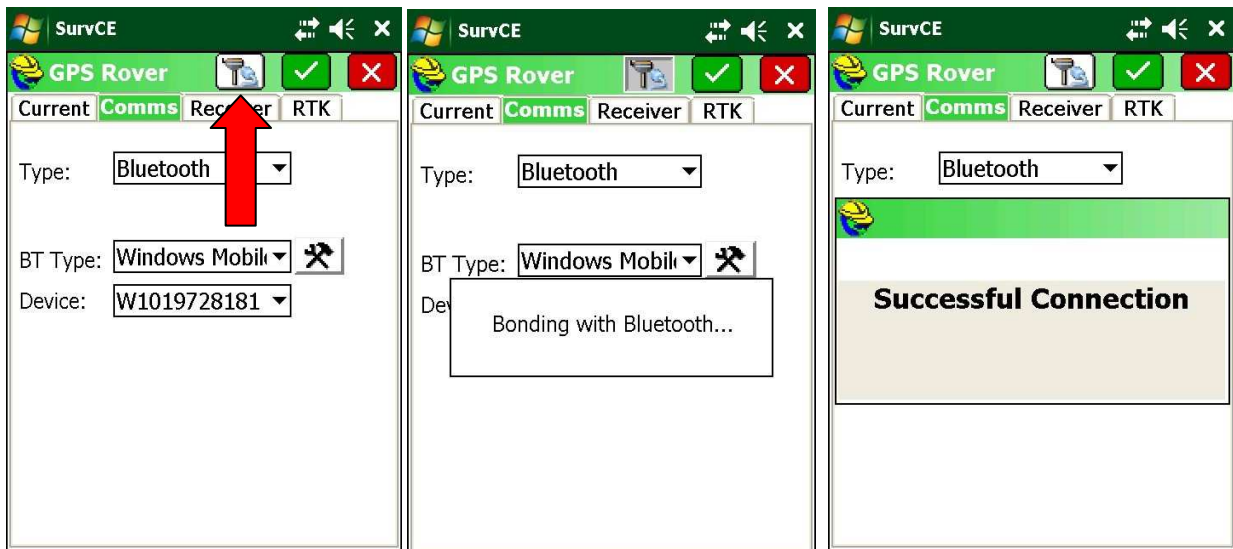 SurvCE
GPS Rover
Current Comms Receiver RTK
Type: Bluetooth
BT Type: Windows Mobil
Device: W1019728181
SurvCE
GPS Rover
Current Comms Receiver RTK
Type: Bluetooth
BT Type: Windows Mobil
Dev
Bonding with Bluetooth...
SurvCE
GPS Rover
Current Comms Receiver RTK
Type: Bluetooth
Successful Connection